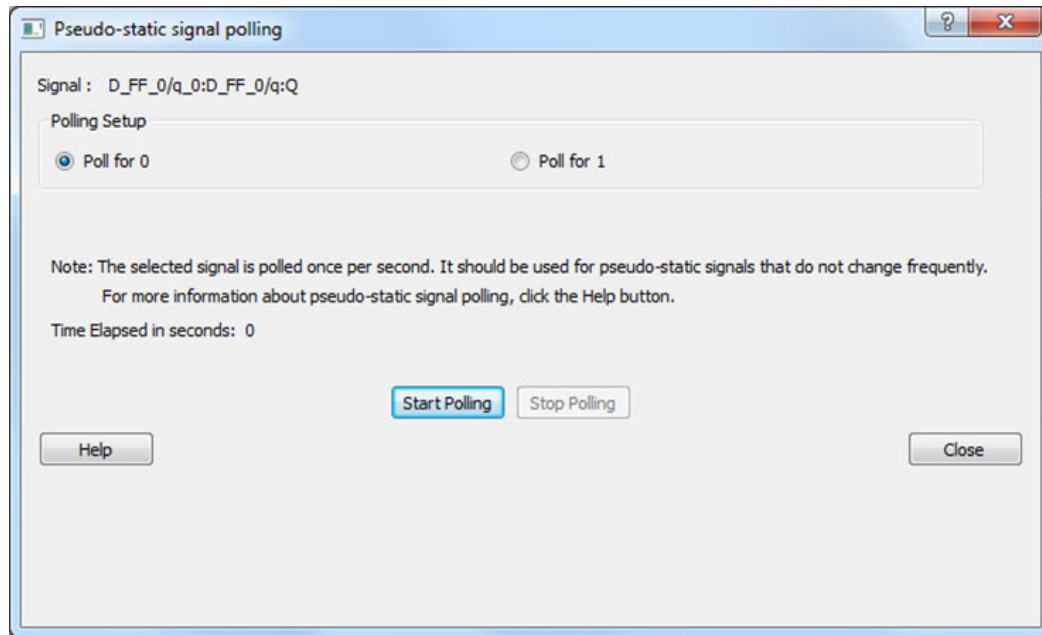 Pseudo-static signal polling
Signal : D_FF_0/q_0:D_FF_0/q:Q
Polling Setup
Poll for 0 Poll for 1
Note: The selected signal is polled once per second. It should be used for pseudo-static signals that do not change frequently.
For more information about pseudo-static signal polling, click the Help button.
Time Elapsed in seconds: 0
Start Polling Stop Polling
Help Close